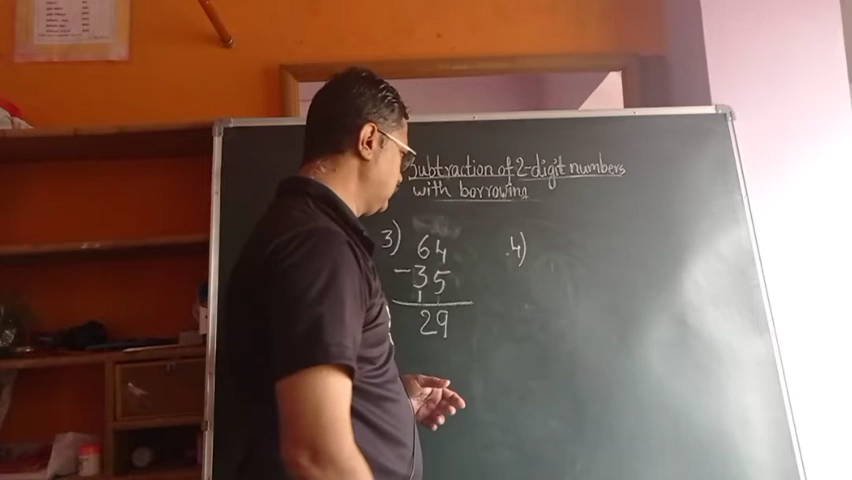 Subtraction of 2-digit numbers
with borrowing
3) 64
-35
29
4)